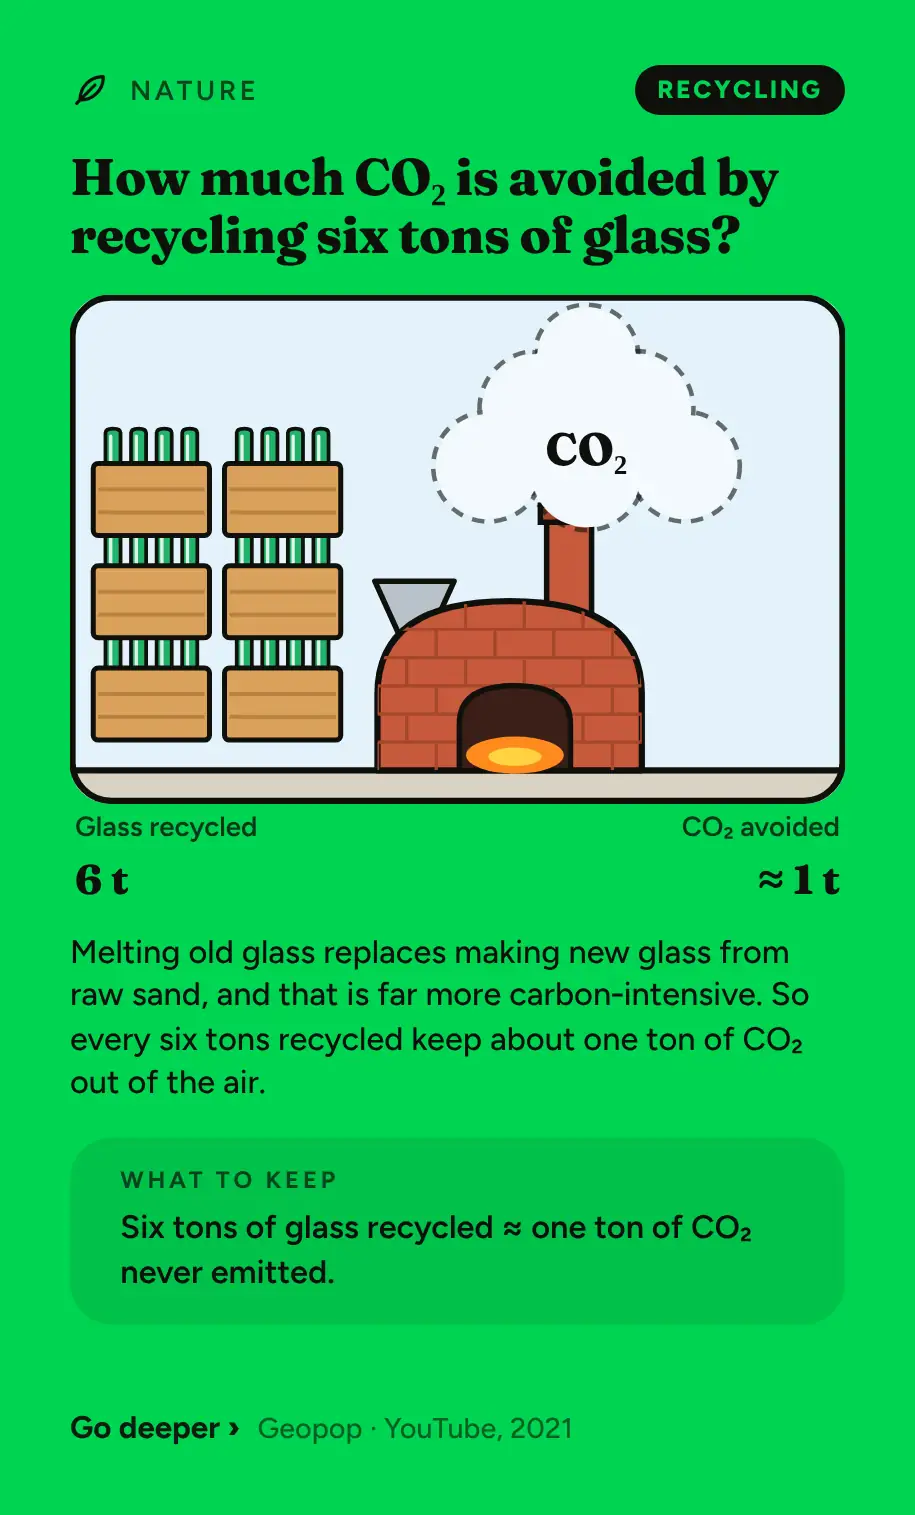 NATURE
RECYCLING
How much CO₂ is avoided by
recycling six tons of glass?
CO₂
Glass recycled
CO₂ avoided
6 t
≈ 1 t
Melting old glass replaces making new glass from
raw sand, and that is far more carbon-intensive. So
every six tons recycled keep about one ton of CO₂
out of the air.
WHAT TO KEEP
Six tons of glass recycled ≈ one ton of CO₂
never emitted.
Go deeper › Geopop · YouTube, 2021